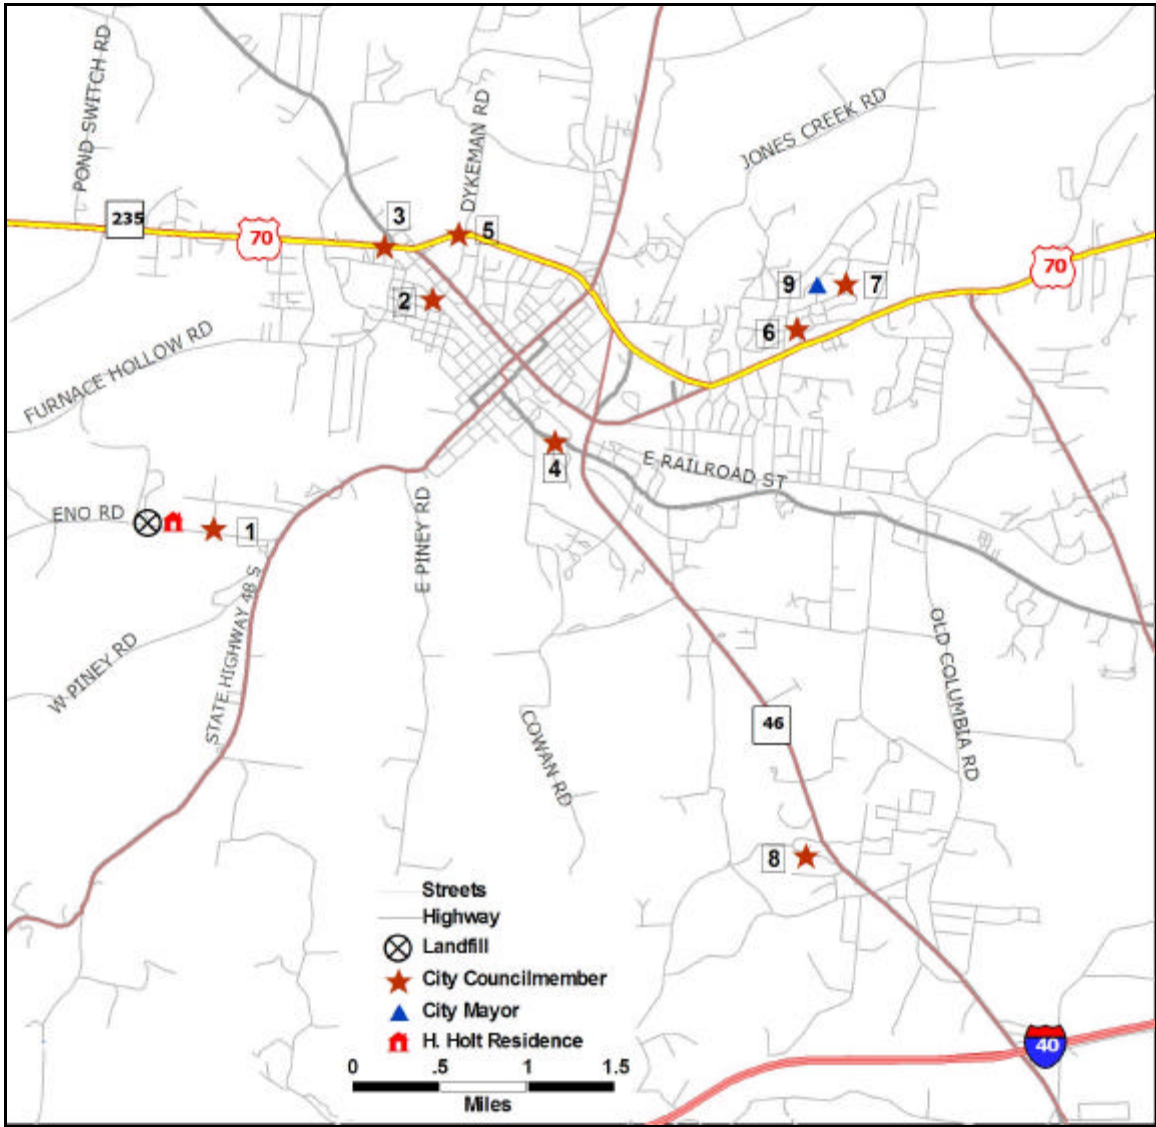 POND SWITCH RD
DYKEMAN RD
JONES CREEK RD
235
70
3
5
70
9
7
2
6
FURNACE HOLLOW RD
4
E RAILROAD ST
ENO RD
1
E PINEY RD
STATE HIGHWAY 48 S
W PINEY RD
OLD COLUMBIA RD
46
COWAN RD
8
Streets
Highway
Landfill
City Councilmember
City Mayor
H. Holt Residence
0 .5 1 1.5
Miles
40